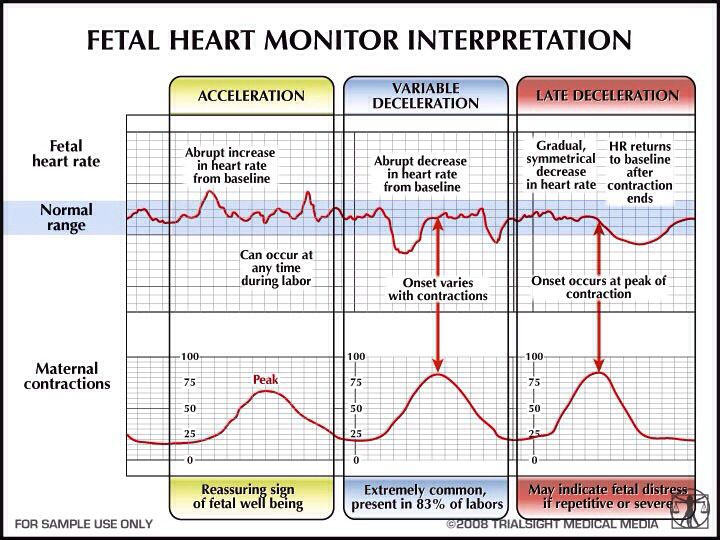 FETAL HEART MONITOR INTERPRETATION
ACCELERATION
VARIABLE
DECELERATION
LATE DECELERATION
Fetal
heart rate
Abrupt increase
in heart rate
from baseline
Abrupt decrease
in heart rate
from baseline
Gradual,
symmetrical
decrease
in heart rate
HR returns
to baseline
after
contraction
ends
Normal
range
Can occur at
any time
during labor
Onset varies
with contractions
Onset occurs at peak of
contraction
Maternal
contractions
100
75
50
25
0
Peak
100
75
50
25
0
100
75
50
25
0
Reassuring sign
of fetal well being
Extremely common,
present in 83% of labors
May indicate fetal distress
if repetitive or severe
FOR SAMPLE USE ONLY
©2008 TRIALSIGHT MEDICAL MEDIA